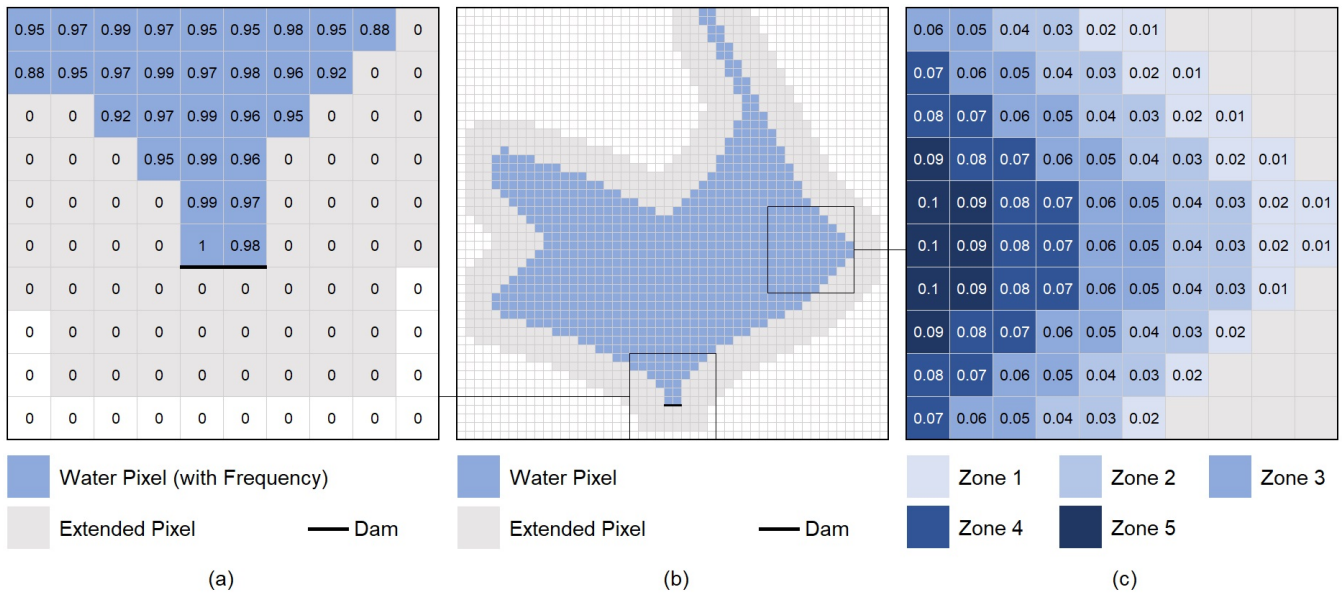 0.95 0.97 0.99 0.97 0.95 0.95 0.98 0.95 0.88 0
0.88 0.95 0.97 0.99 0.97 0.98 0.96 0.92 0 0
0 0 0.92 0.97 0.99 0.96 0.95 0 0 0
0 0 0 0.95 0.99 0.96 0 0 0 0
0 0 0 0 0.99 0.97 0 0 0 0
0 0 0 0 1 0.98 0 0 0 0
0 0 0 0 0 0 0 0 0 0
0 0 0 0 0 0 0 0 0 0
0 0 0 0 0 0 0 0 0 0
0 0 0 0 0 0 0 0 0 0
Water Pixel (with Frequency)
Extended Pixel
Dam
(a)
Water Pixel
Extended Pixel
Dam
(b)
0.06 0.05 0.04 0.03 0.02 0.01
0.07 0.06 0.05 0.04 0.03 0.02 0.01
0.08 0.07 0.06 0.05 0.04 0.03 0.02 0.01
0.09 0.08 0.07 0.06 0.05 0.04 0.03 0.02 0.01
0.1 0.09 0.08 0.07 0.06 0.05 0.04 0.03 0.02 0.01
0.1 0.09 0.08 0.07 0.06 0.05 0.04 0.03 0.02 0.01
0.1 0.09 0.08 0.07 0.06 0.05 0.04 0.03 0.01
0.09 0.08 0.07 0.06 0.05 0.04 0.03 0.02
0.08 0.07 0.06 0.05 0.04 0.03 0.02
0.07 0.06 0.05 0.04 0.03 0.02
Zone 1 Zone 2 Zone 3
Zone 4 Zone 5
(c)